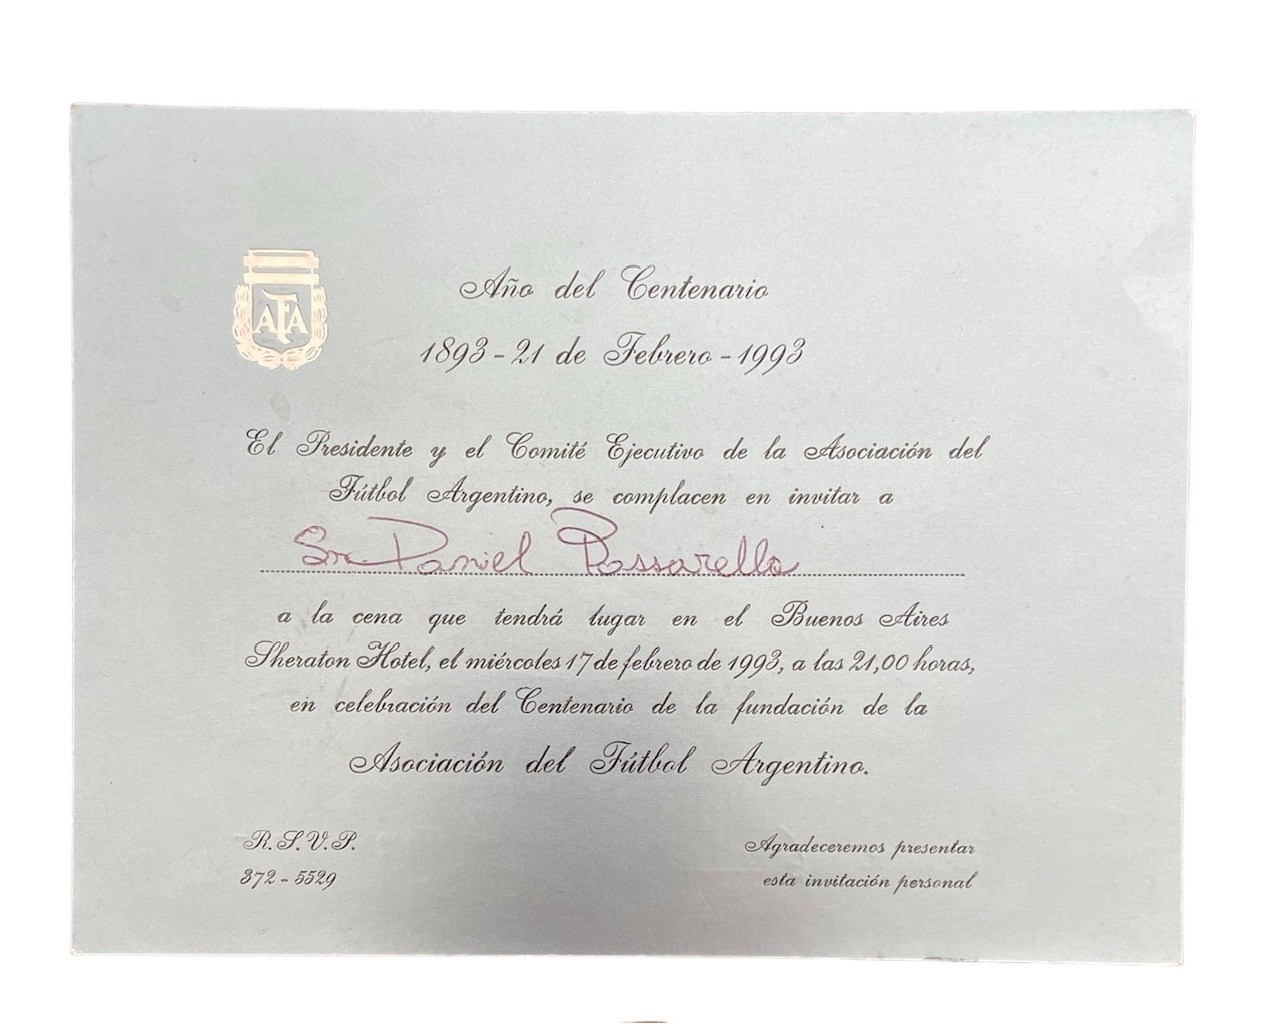 AFA
Año del Centenario
1893 - 21 de Febrero - 1993
El Presidente y el Comité Ejecutivo de la Asociación del
Fútbol Argentino, se complacen en invitar a
Sr. Daniel Passarella
a la cena que tendrá lugar en el Buenos Aires
Sheraton Hotel, el miércoles 17 de febrero de 1993, a las 21,00 horas,
en celebración del Centenario de la fundación de la
Asociación del Fútbol Argentino.
R.S.V.P.
372 - 5529
Agradeceremos presentar
esta invitación personal